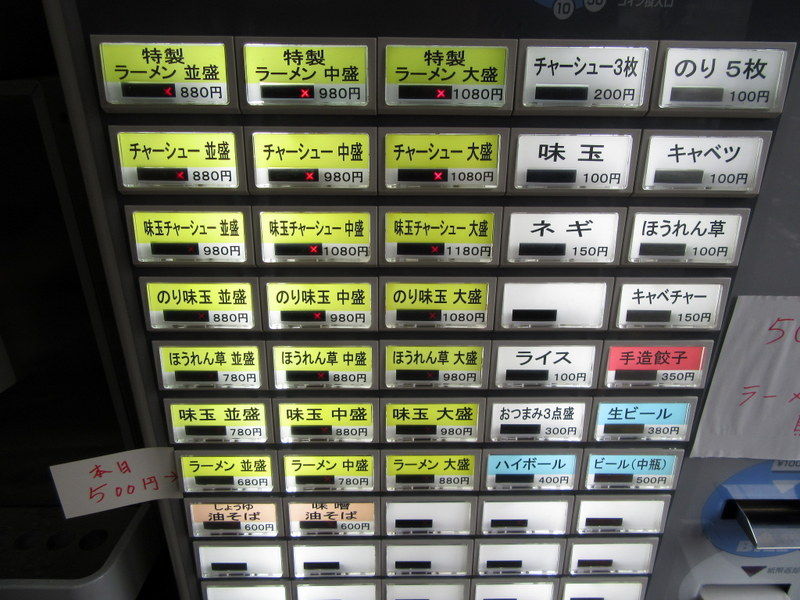 10 50 コイン投入口
特製
ラーメン 並盛
880円
特製
ラーメン 中盛
980円
特製
ラーメン 大盛
1080円
チャーシュー3枚
200円
のり 5枚
100円
チャーシュー 並盛
880円
チャーシュー 中盛
980円
チャーシュー 大盛
1080円
味 玉
100円
キャベツ
100円
味玉チャーシュー 並盛
980円
味玉チャーシュー 中盛
1080円
味玉チャーシュー 大盛
1180円
ネ ギ
150円
ほうれん草
100円
のり味玉 並盛
880円
のり味玉 中盛
980円
のり味玉 大盛
1080円
キャベチャー
150円
ほうれん草 並盛
780円
ほうれん草 中盛
880円
ほうれん草 大盛
980円
ライス
100円
手造餃子
350円
味玉 並盛
780円
味玉 中盛
880円
味玉 大盛
980円
おつまみ3点盛
300円
生ビール
380円
本日
500円→
ラーメン 並盛
680円
ラーメン 中盛
780円
ラーメン 大盛
880円
ハイボール
400円
ビール(中瓶)
500円
しょうゆ
油そば
600円
味噌
油そば
600円
50
ラーメ
¥100
紙幣返却